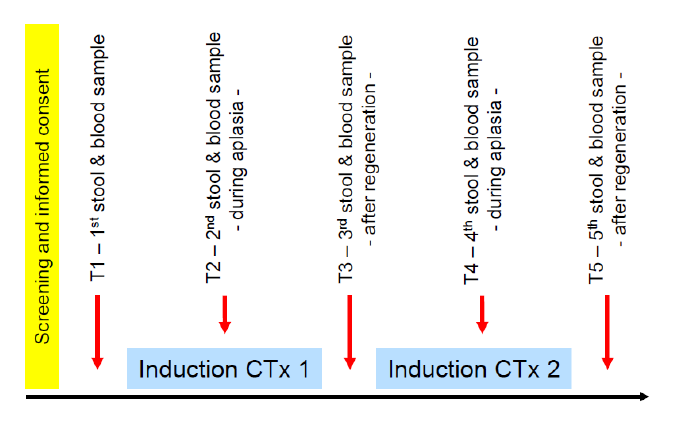 Screening and informed consent
T1 – 1st stool & blood sample
T2 – 2nd stool & blood sample
- during aplasia -
T3 – 3rd stool & blood sample
- after regeneration -
T4 – 4th stool & blood sample
- during aplasia -
T5 – 5th stool & blood sample
- after regeneration -
Induction CTx 1
Induction CTx 2